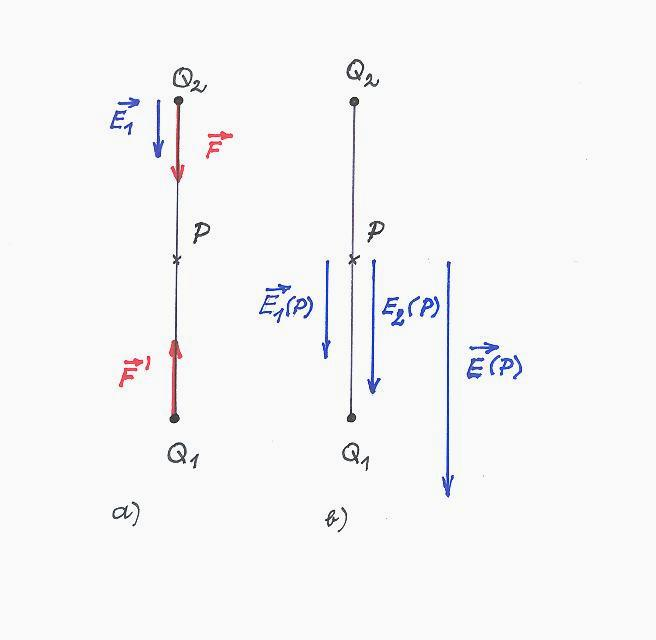 Q₂
E₁
F
P
F'
Q₁
a)
Q₂
P
E₁(P)
E₂(P)
E(P)
Q₁
b)